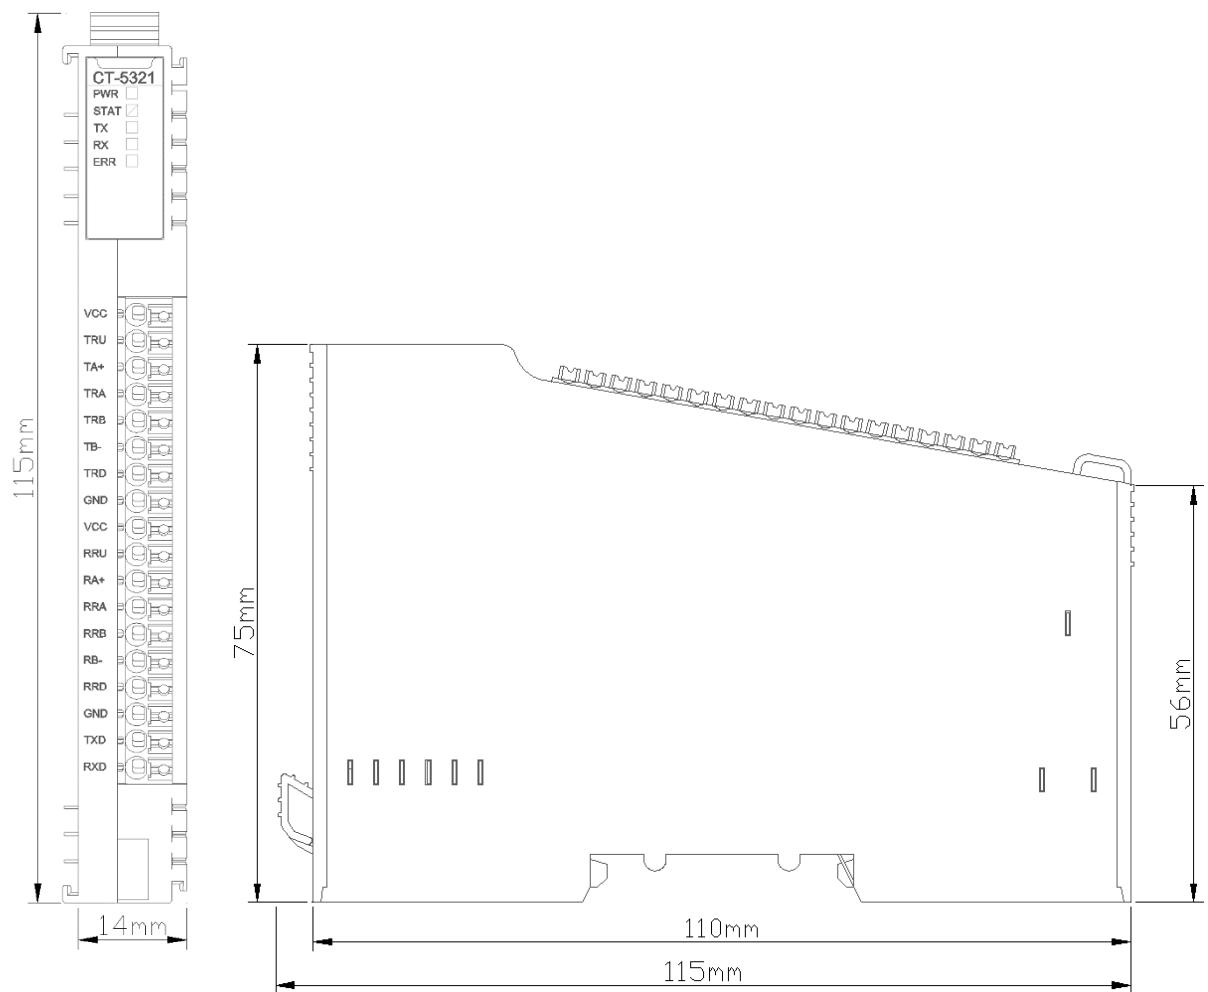 CT-5321
PWR
STAT
TX
RX
ERR
VCC
TRU
TA+
TRA
TRB
TB-
TRD
GND
VCC
RRU
RA+
RRA
RRB
RB-
RRD
GND
TXD
RXD
115mm
14mm
75mm
56mm
110mm
115mm